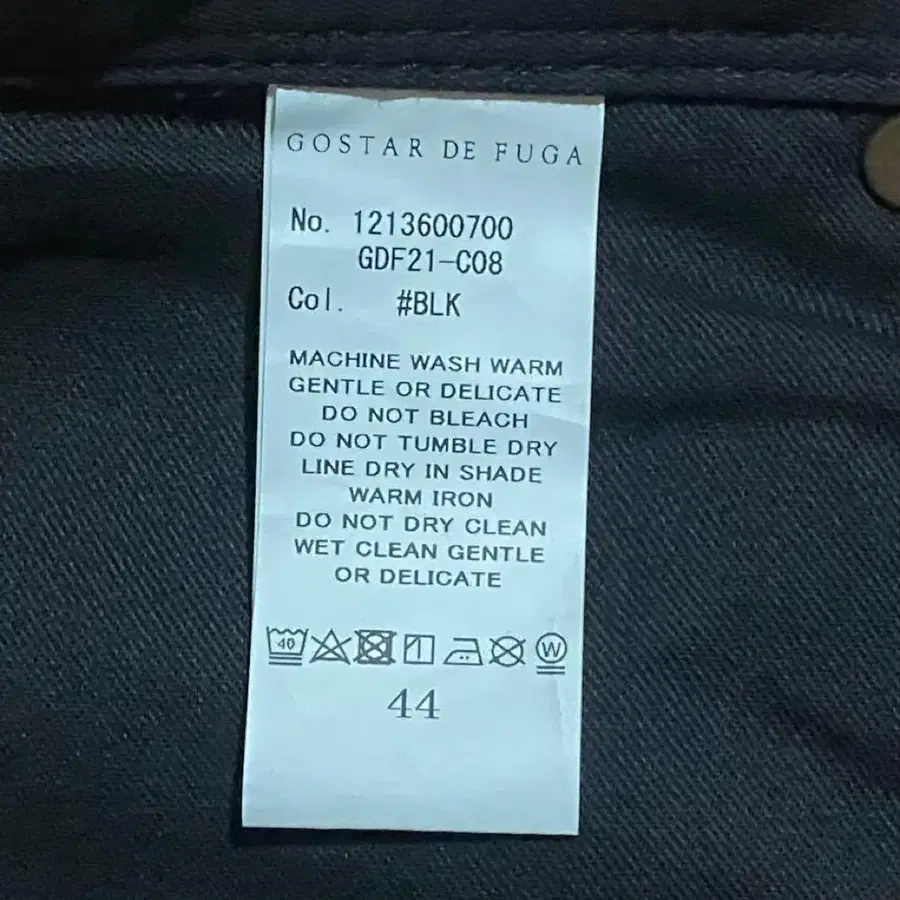 GOSTAR DE FUGA
No. 1213600700
GDF21-C08
Col. #BLK
MACHINE WASH WARM
GENTLE OR DELICATE
DO NOT BLEACH
DO NOT TUMBLE DRY
LINE DRY IN SHADE
WARM IRON
DO NOT DRY CLEAN
WET CLEAN GENTLE
OR DELICATE
40 W
44